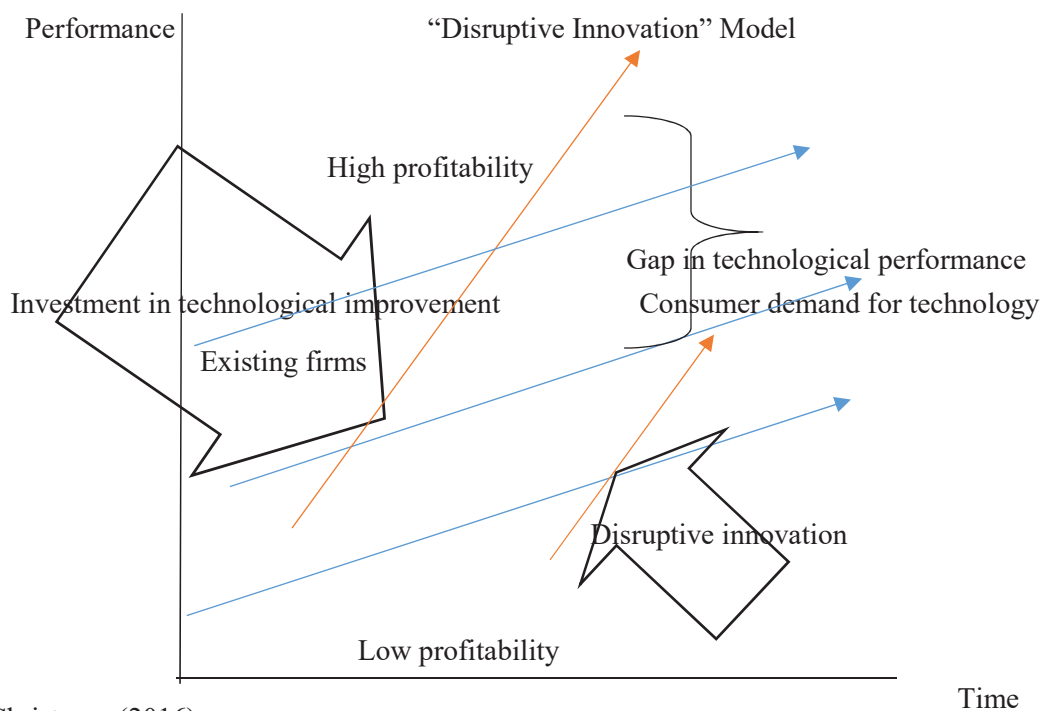 Performance
“Disruptive Innovation” Model
High profitability
Gap in technological performance
Investment in technological improvement
Consumer demand for technology
Existing firms
Disruptive innovation
Low profitability
Time
(2016)